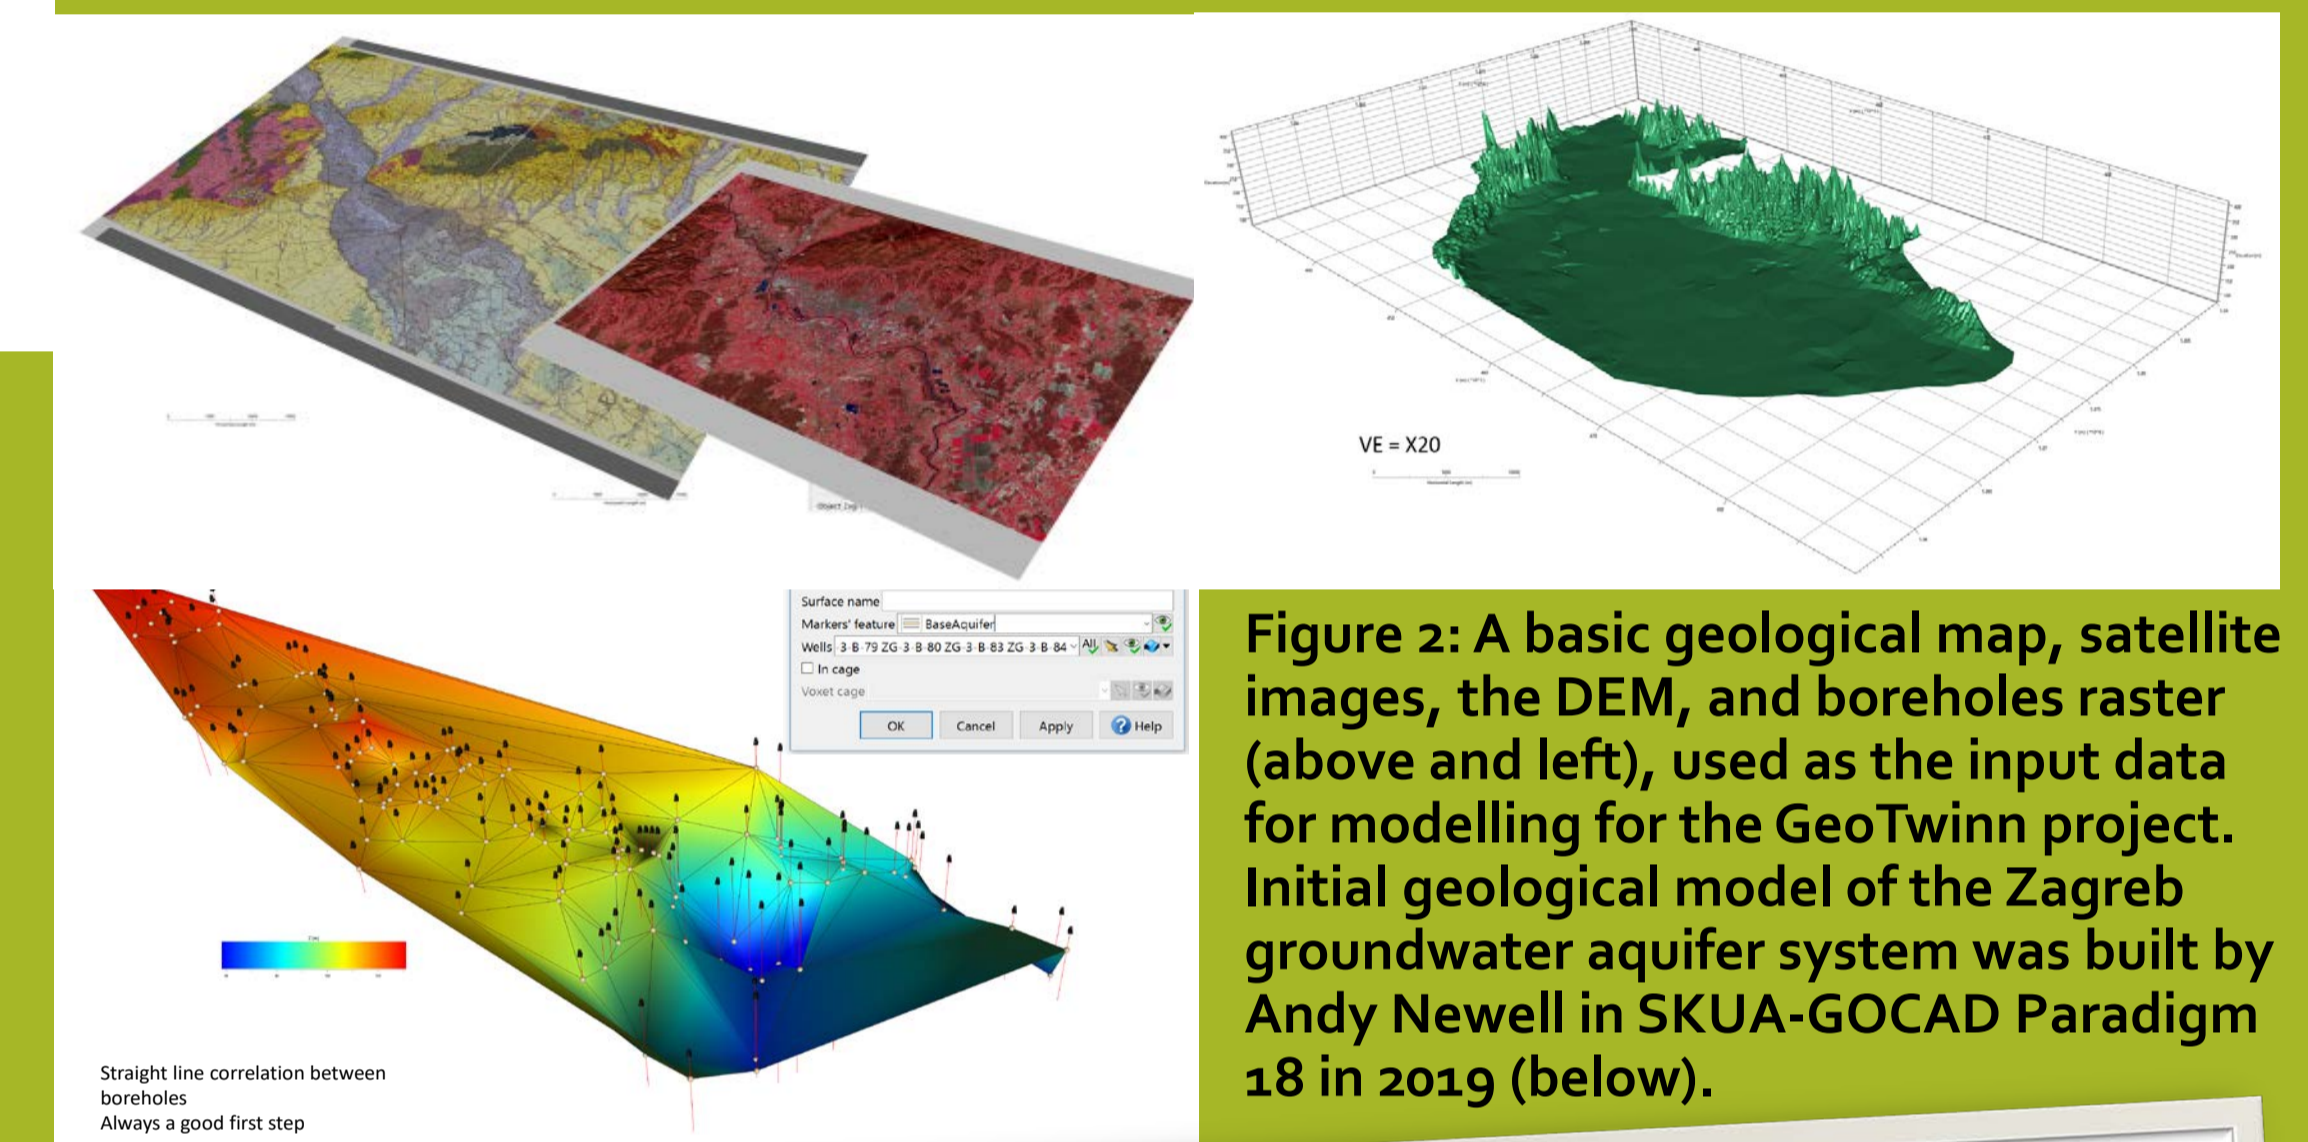 Object Zag
VE = X20
Surface name
Markers' feature BaseAquifer
Wells 3-B-79 ZG-3-B-80 ZG-3-B-83 ZG-3-B-84 All
In cage
Voxet cage
OK Cancel Apply ? Help
Straight line correlation between
boreholes
Always a good first step
Figure 2: A basic geological map, satellite
images, the DEM, and boreholes raster
(above and left), used as the input data
for modelling for the GeoTwinn project.
Initial geological model of the Zagreb
groundwater aquifer system was built by
Andy Newell in SKUA-GOCAD Paradigm
18 in 2019 (below).